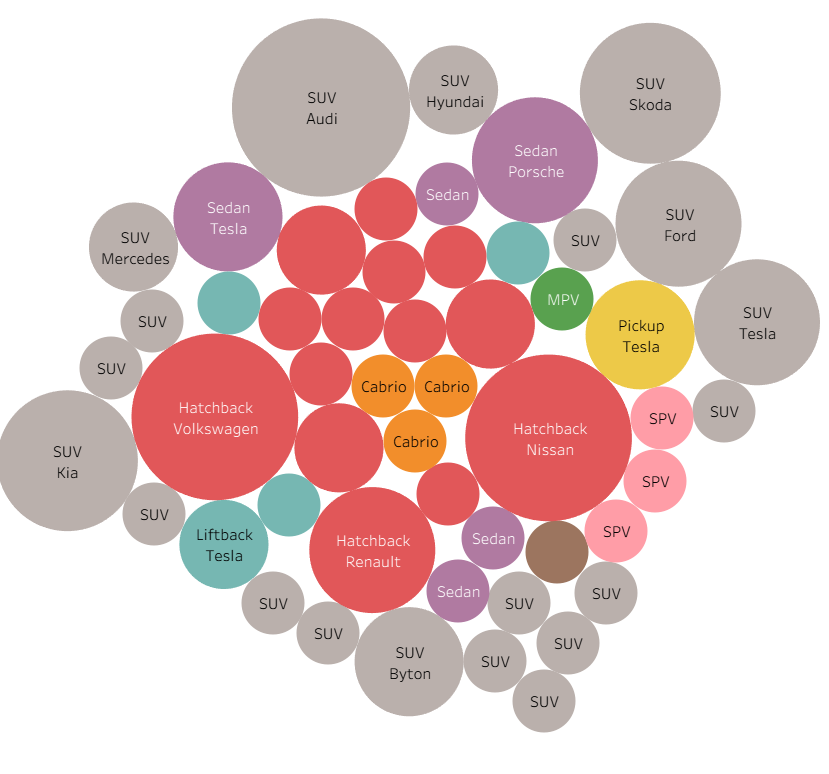 SUV
Audi
SUV
Hyundai
SUV
Skoda
Sedan
Porsche
Sedan
Sedan
Tesla
SUV
Ford
SUV
Mercedes
SUV
MPV
SUV
SUV
Tesla
Pickup
Tesla
SUV
Cabrio
Cabrio
Hatchback
Volkswagen
SPV
SUV
Cabrio
Hatchback
Nissan
SUV
Kia
SPV
SUV
SPV
Liftback
Tesla
Hatchback
Renault
Sedan
Sedan
SUV
SUV
SUV
SUV
SUV
SUV
Byton
SUV
SUV